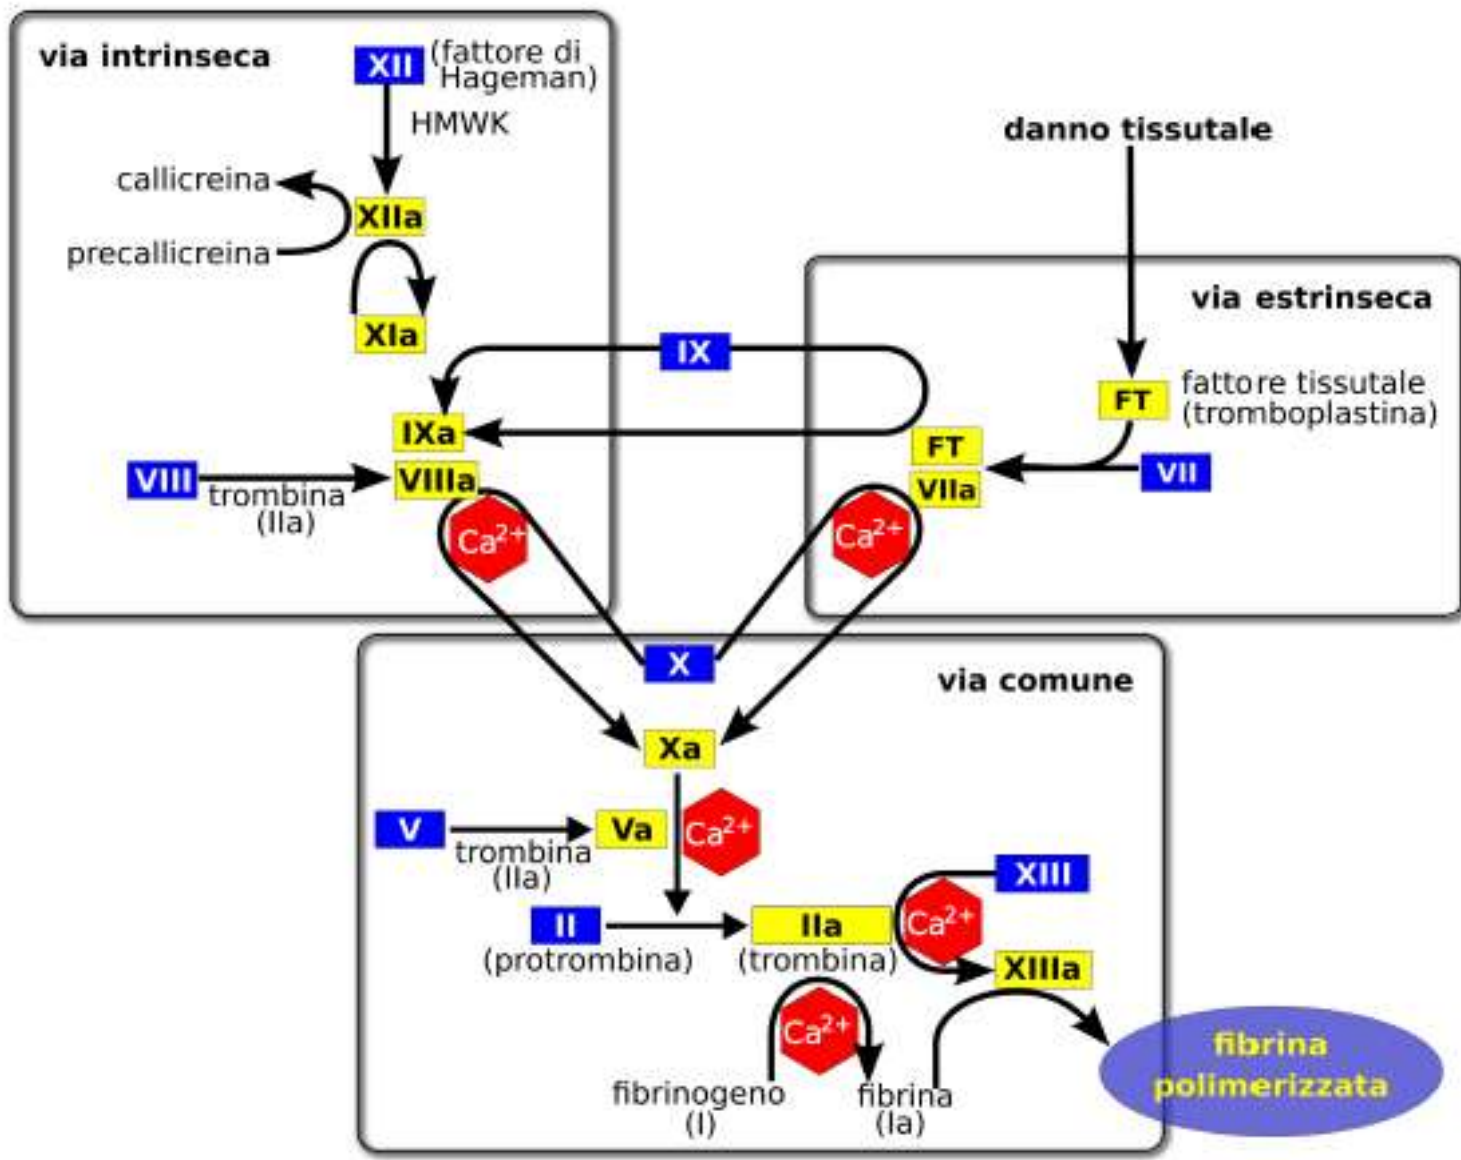 via intrinseca
XII
(fattore di
Hageman)
HMWK
callicreina
XIIa
precallicreina
XIa
danno tissutale
via estrinseca
IX
FT
fattore tissutale
(tromboplastina)
IXa
FT
VIII
trombina
(IIa)
VIIIa
VIIa
VII
Ca2+
Ca2+
X
via comune
Xa
V
trombina
(IIa)
Va
Ca2+
XIII
II
(protrombina)
IIa
(trombina)
Ca2+
XIIIa
Ca2+
fibrinogeno
(I)
fibrina
(Ia)
fibrina
polimerizzata